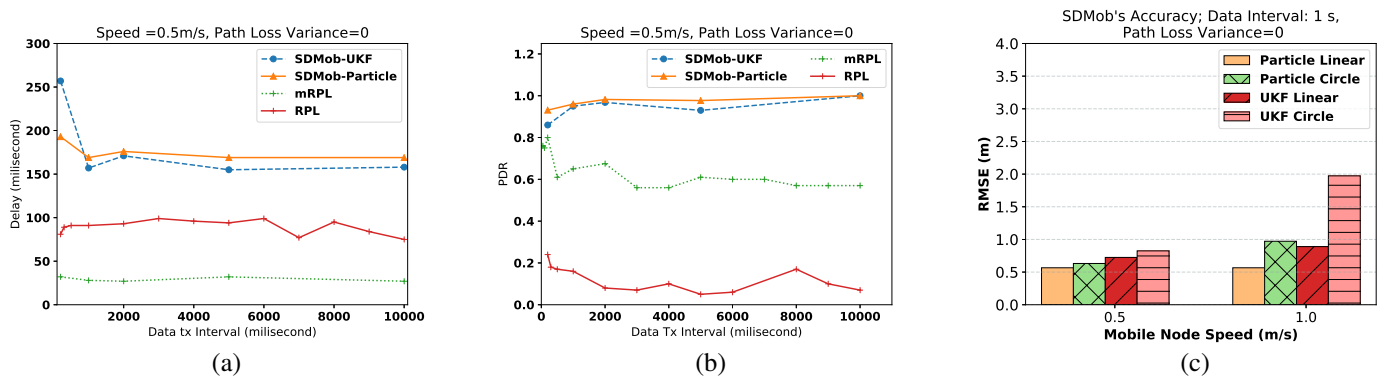 Speed =0.5m/s, Path Loss Variance=0
300
250
200
150
100
50
0
Delay (milisecond)
SDMob-UKF
SDMob-Particle
mRPL
RPL
2000 4000 6000 8000 10000
Data tx Interval (milisecond)
(a)
Speed =0.5m/s, Path Loss Variance=0
1.2
1.0
0.8
0.6
0.4
0.2
0.0
PDR
SDMob-UKF
SDMob-Particle
mRPL
RPL
0 2000 4000 6000 8000 10000
Data Tx Interval (milisecond)
(b)
SDMob's Accuracy; Data Interval: 1 s,
Path Loss Variance=0
4.0
3.5
3.0
2.5
2.0
1.5
1.0
0.5
0.0
RMSE (m)
Particle Linear
Particle Circle
UKF Linear
UKF Circle
0.5 1.0
Mobile Node Speed (m/s)
(c)